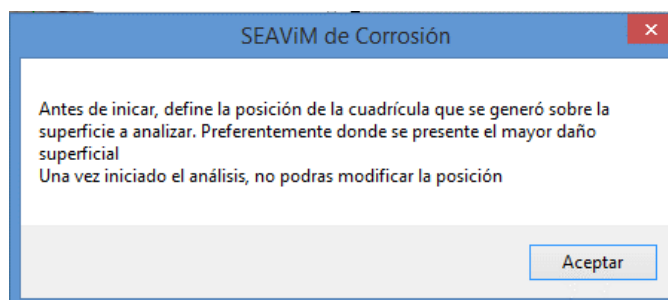 SEAViM de Corrosión
Antes de inicar, define la posición de la cuadrícula que se generó sobre la
superficie a analizar. Preferentemente donde se presente el mayor daño
superficial
Una vez iniciado el análisis, no podras modificar la posición
Aceptar